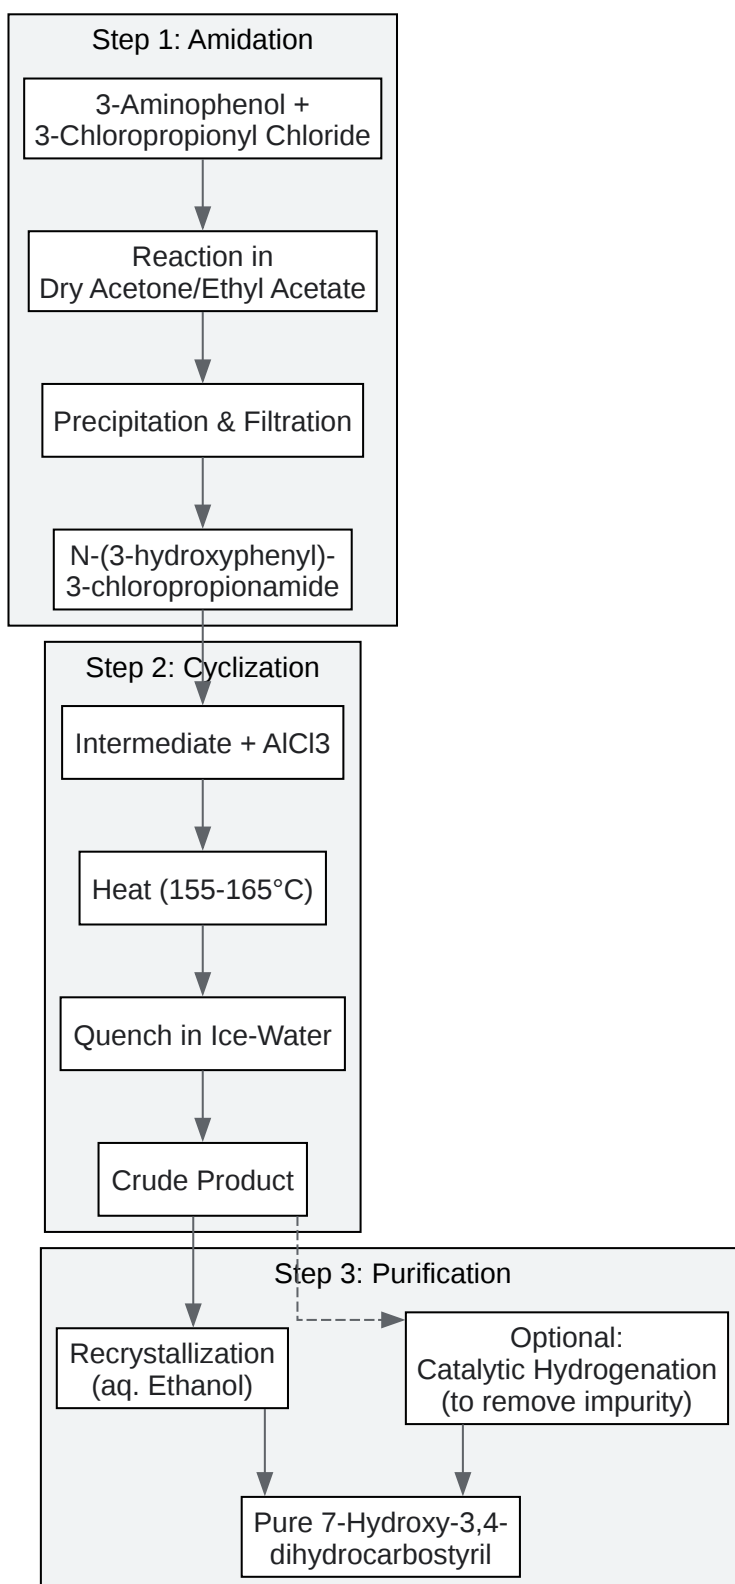 Step 1: Amidation
3-Aminophenol +
3-Chloropropionyl Chloride
Reaction in
Dry Acetone/Ethyl Acetate
Precipitation & Filtration
N-(3-hydroxyphenyl)-
3-chloropropionamide
Step 2: Cyclization
Intermediate + AlCl3
Heat (155-165°C)
Quench in Ice-Water
Crude Product
Step 3: Purification
Recrystallization
(aq. Ethanol)
Optional:
Catalytic Hydrogenation
(to remove impurity)
Pure 7-Hydroxy-3,4-
dihydrocarbostyril